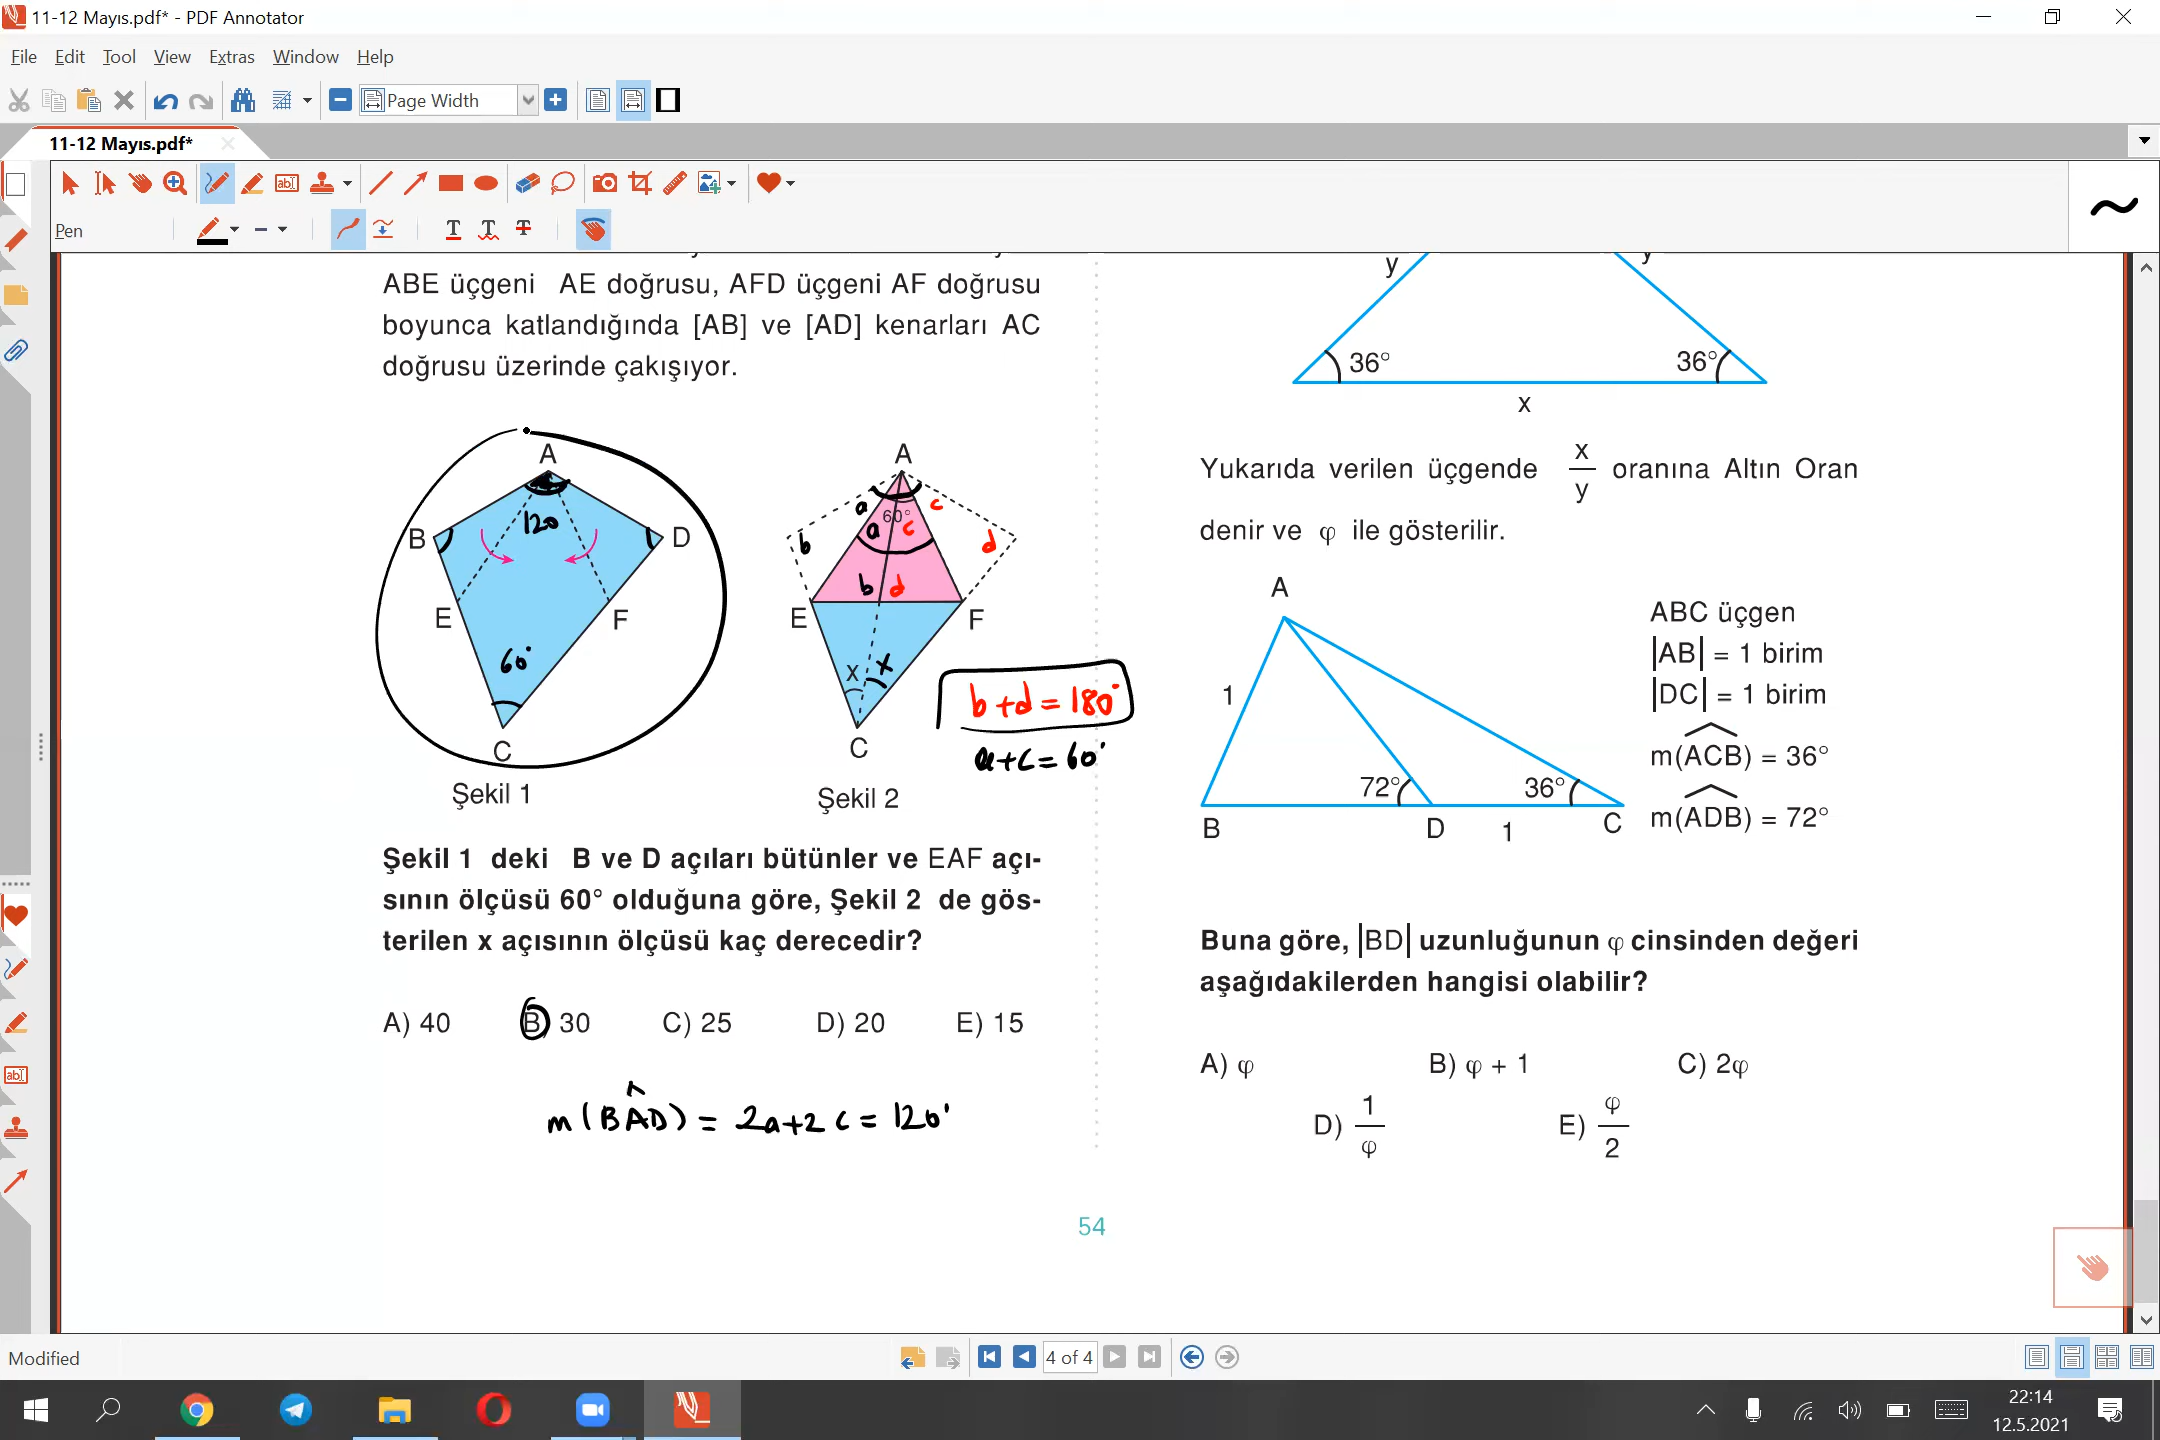 11-12 Mayıs.pdf* - PDF Annotator
File Edit Tool View Extras Window Help
Page Width
11-12 Mayıs.pdf*
Pen
ABE üçgeni AE doğrusu, AFD üçgeni AF doğrusu
boyunca katlandığında [AB] ve [AD] kenarları AC
doğrusu üzerinde çakışıyor.
A
B
D
120
E
F
60°
C
Şekil 1
A
a
c
60°
a
c
b
d
b
d
E
F
x
x
C
Şekil 2
b+d=180°
a+c=60°
Şekil 1 deki B ve D açıları bütünler ve EAF açı-
sının ölçüsü 60° olduğuna göre, Şekil 2 de gös-
terilen x açısının ölçüsü kaç derecedir?
A) 40 B) 30 C) 25 D) 20 E) 15
m(BAD) = 2a+2c = 120°
y
y
36°
36°
x
Yukarıda verilen üçgende x/y oranına Altın Oran
denir ve φ ile gösterilir.
A
1
72°
36°
B
D
1
C
ABC üçgen
|AB| = 1 birim
|DC| = 1 birim
m(ACB) = 36°
m(ADB) = 72°
Buna göre, |BD| uzunluğunun φ cinsinden değeri
aşağıdakilerden hangisi olabilir?
A) φ B) φ + 1 C) 2φ
D) 1/φ E) φ/2
54
Modified
4 of 4
22:14
12.5.2021